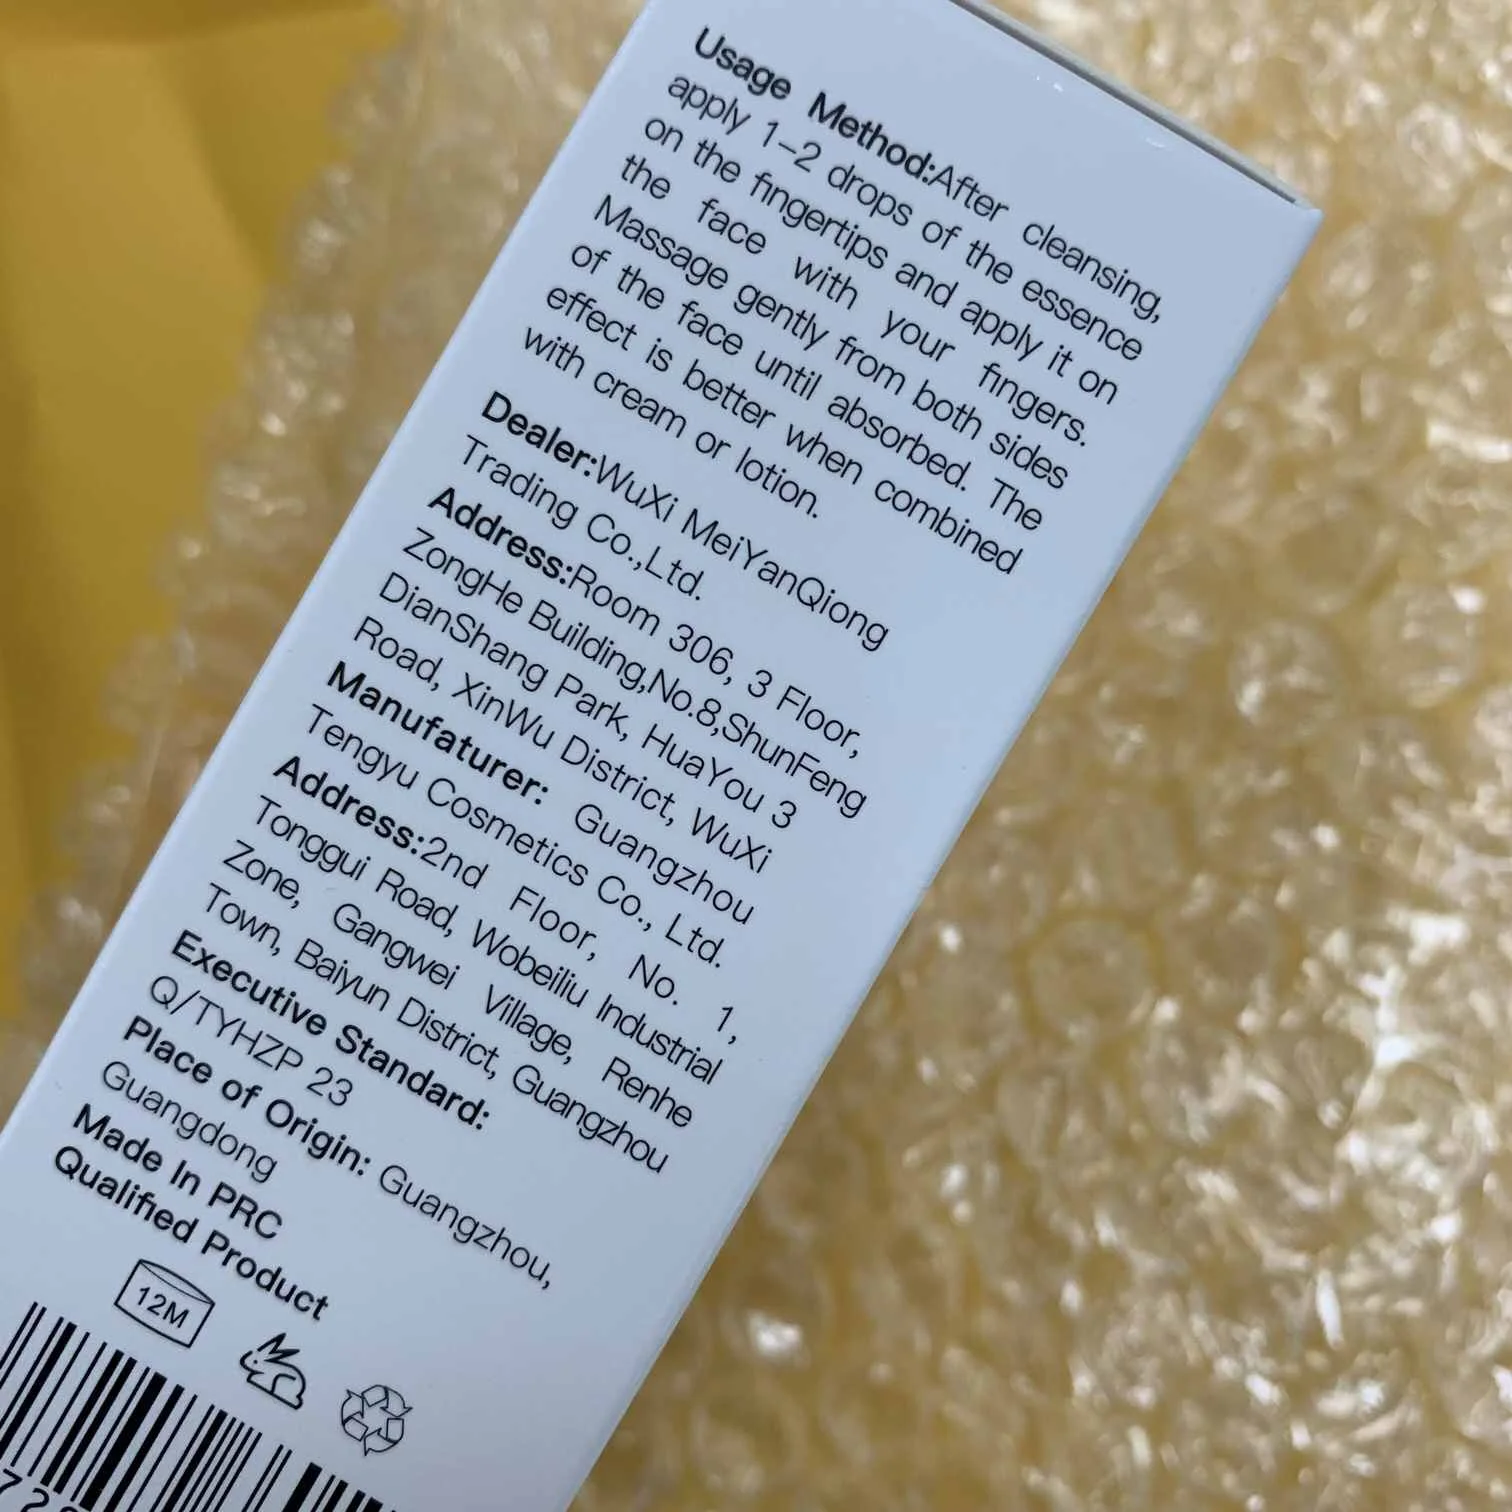 Usage Method:After cleansing,
apply 1-2 drops of the essence
on the fingertips and apply it on
the face with your fingers.
Massage gently from both sides
of the face until absorbed. The
effect is better when combined
with cream or lotion.
Dealer:WuXi MeiYanQiong
Trading Co.,Ltd.
Address:Room 306, 3 Floor,
ZongHe Building,No.8,ShunFeng
DianShang Park, HuaYou 3
Road, XinWu District, WuXi
Manufaturer: Guangzhou
Tengyu Cosmetics Co., Ltd.
Address:2nd Floor, No. 1,
Tonggui Road, Wobeiliu Industrial
Zone, Gangwei Village, Renhe
Town, Baiyun District, Guangzhou
Executive Standard:
Q/TYHZP 23
Place of Origin: Guangzhou,
Guangdong
Made In PRC
Qualified Product
12M